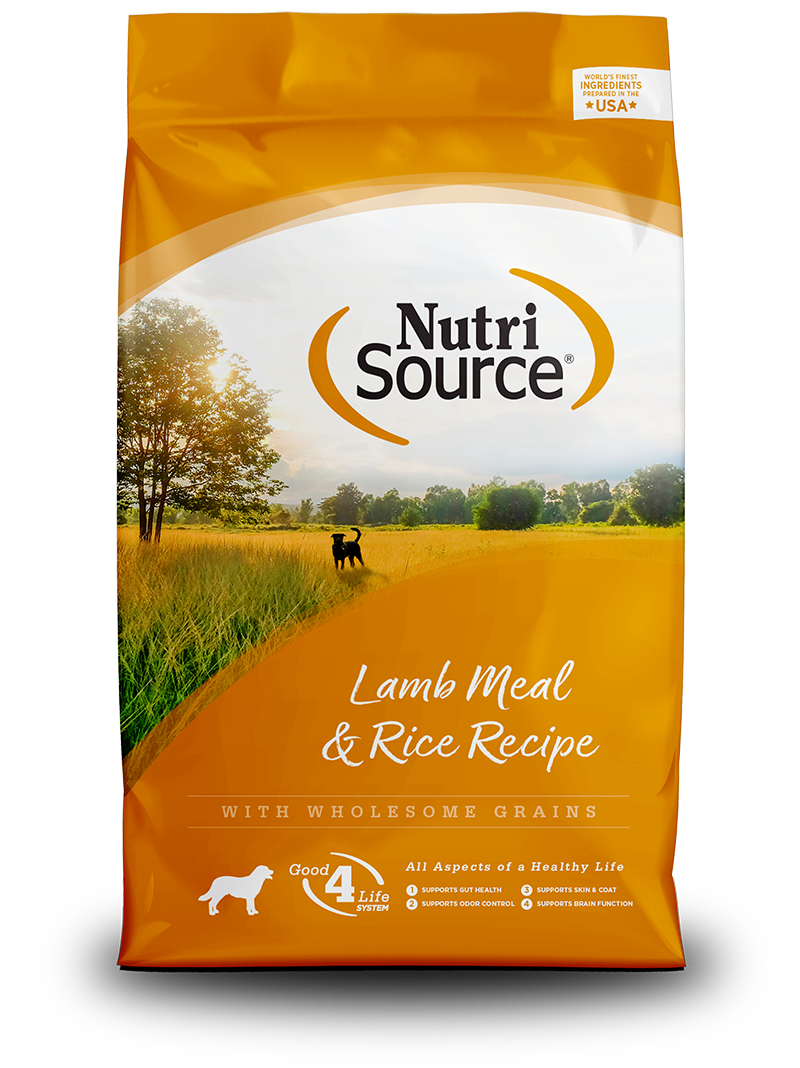 WORLD'S FINEST
INGREDIENTS
PREPARED IN THE
★USA★
Nutri
Source®
Lamb Meal
& Rice Recipe
WITH WHOLESOME GRAINS
Good 4 Life
SYSTEM
All Aspects of a Healthy Life
1 SUPPORTS GUT HEALTH
2 SUPPORTS ODOR CONTROL
3 SUPPORTS SKIN & COAT
4 SUPPORTS BRAIN FUNCTION